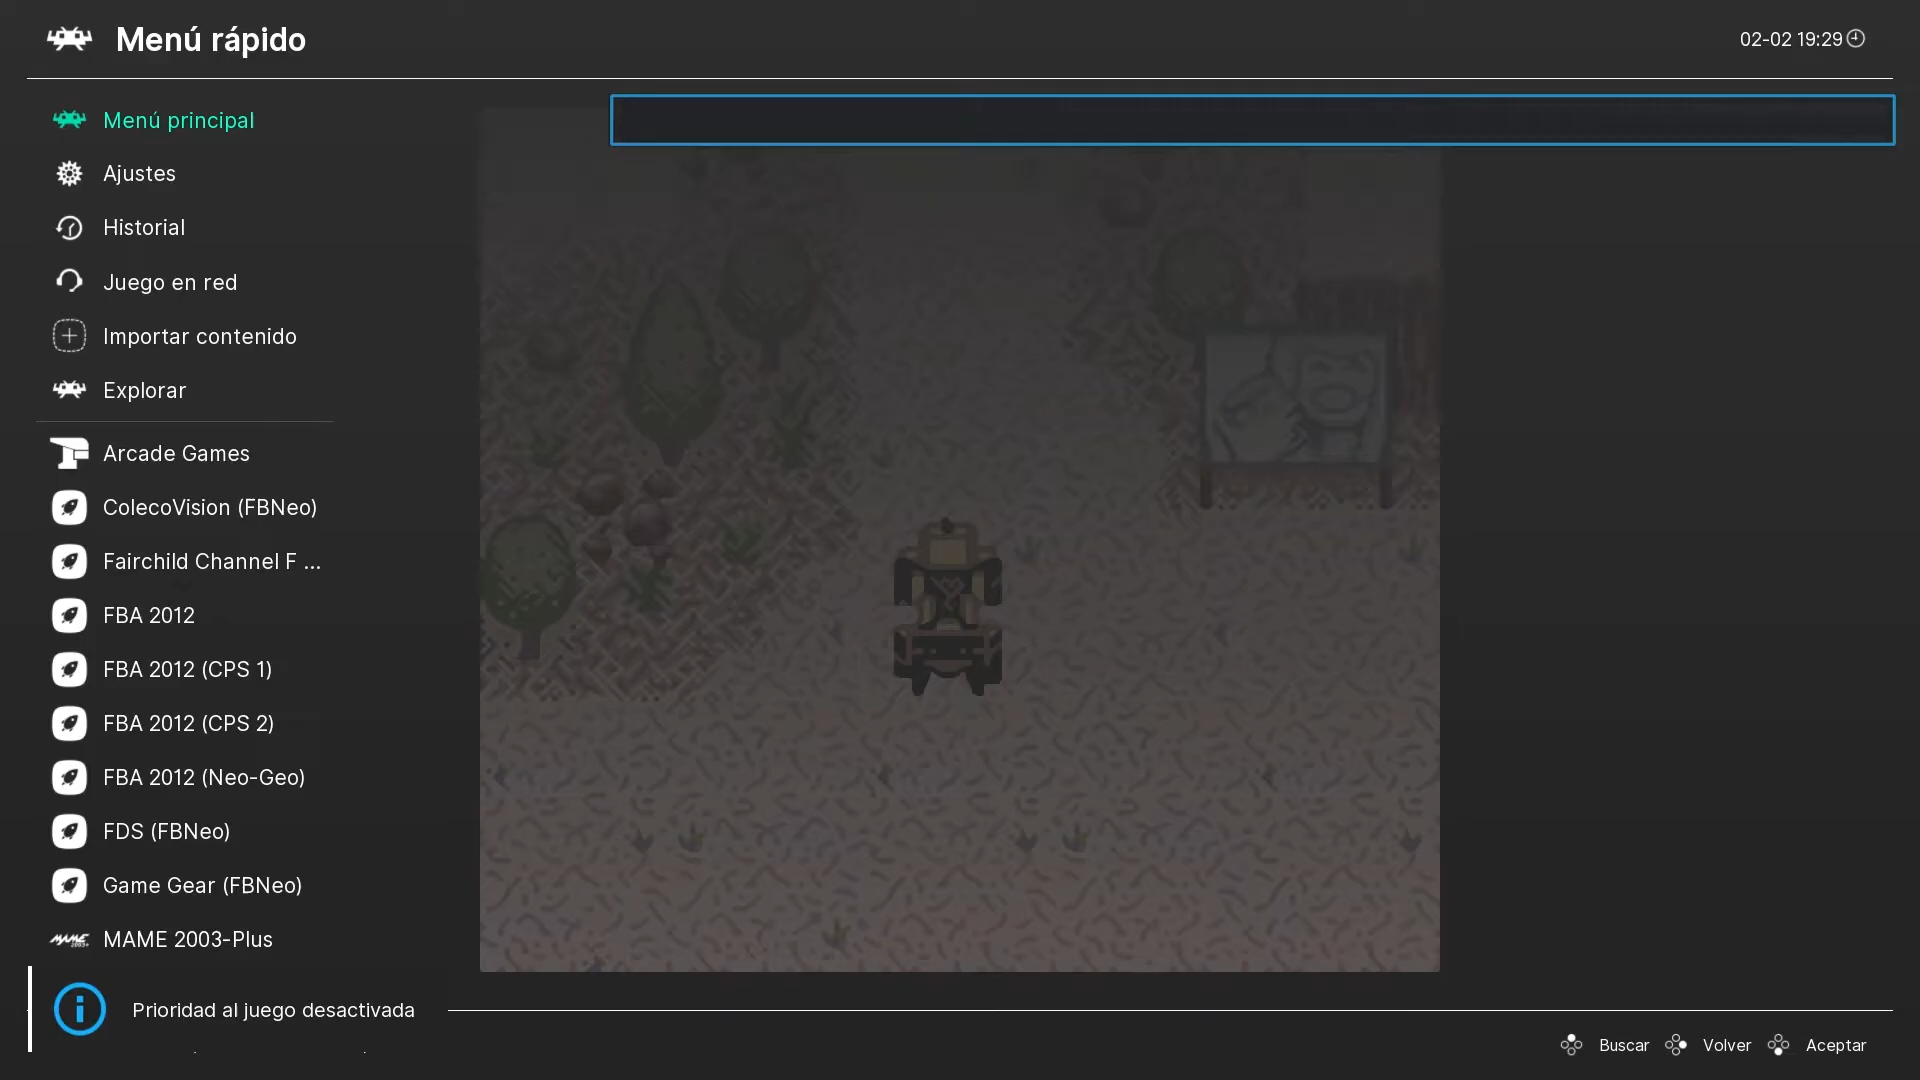 Menú rápido
02-02 19:29
Menú principal
Ajustes
Historial
Juego en red
Importar contenido
Explorar
Arcade Games
ColecoVision (FBNeo)
Fairchild Channel F ...
FBA 2012
FBA 2012 (CPS 1)
FBA 2012 (CPS 2)
FBA 2012 (Neo-Geo)
FDS (FBNeo)
Game Gear (FBNeo)
MAME 2003-Plus
Prioridad al juego desactivada
Buscar
Volver
Aceptar